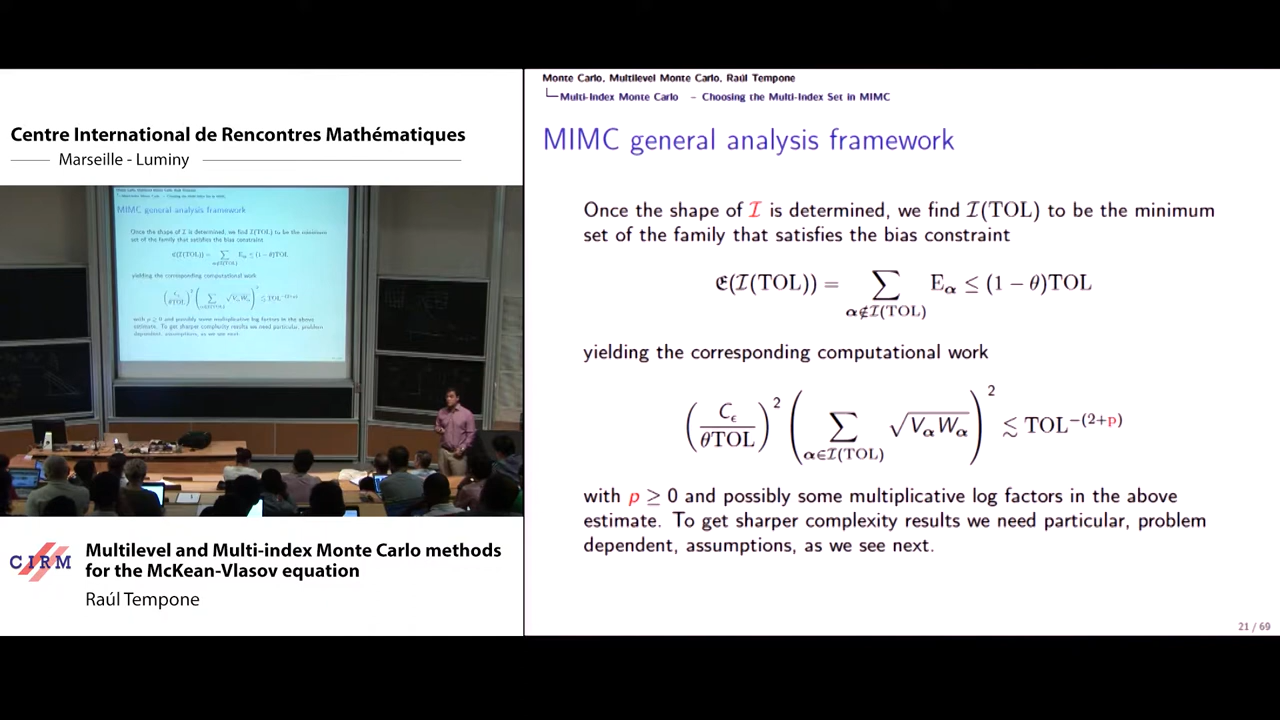 Centre International de Rencontres Mathématiques
Marseille - Luminy
CIRM
Multilevel and Multi-index Monte Carlo methods
for the McKean-Vlasov equation
Raúl Tempone
Monte Carlo, Multilevel Monte Carlo, Raúl Tempone
Multi-Index Monte Carlo – Choosing the Multi-Index Set in MIMC
MIMC general analysis framework
Once the shape of 𝓘 is determined, we find 𝓘(TOL) to be the minimum
set of the family that satisfies the bias constraint
𝕰(𝓘(TOL)) = ∑_{α∉𝓘(TOL)} E_α ≤ (1 − θ)TOL
yielding the corresponding computational work
(C_ϵ / θTOL)² (∑_{α∈𝓘(TOL)} √(V_α W_α))² ≲ TOL^{−(2+p)}
with p ≥ 0 and possibly some multiplicative log factors in the above
estimate. To get sharper complexity results we need particular, problem
dependent, assumptions, as we see next.
21 / 69